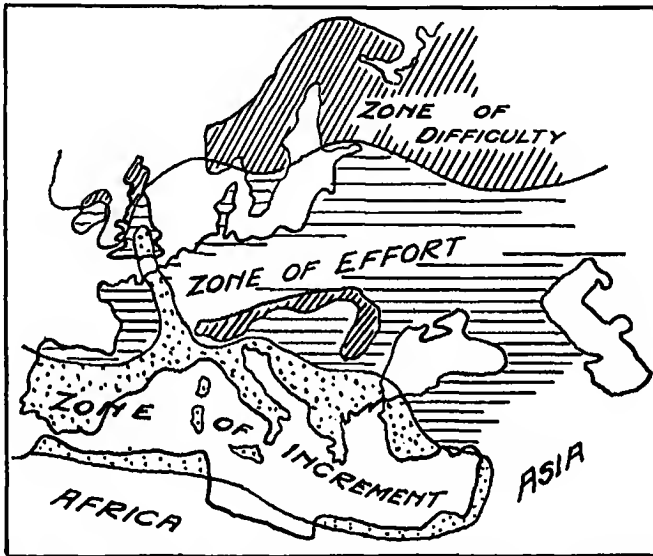 ZONE OF
DIFFICULTY
ZONE OF EFFORT
ZONE OF INCREMENT
AFRICA
ASIA